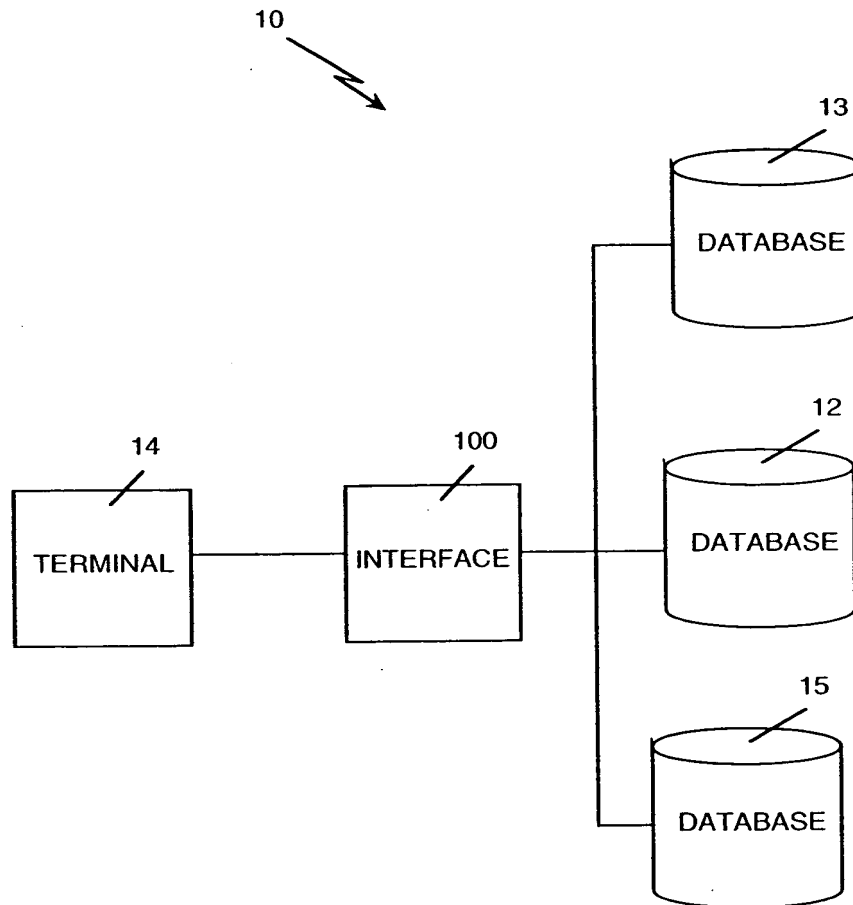 10
13
DATABASE
12
DATABASE
14
100
TERMINAL
INTERFACE
15
DATABASE